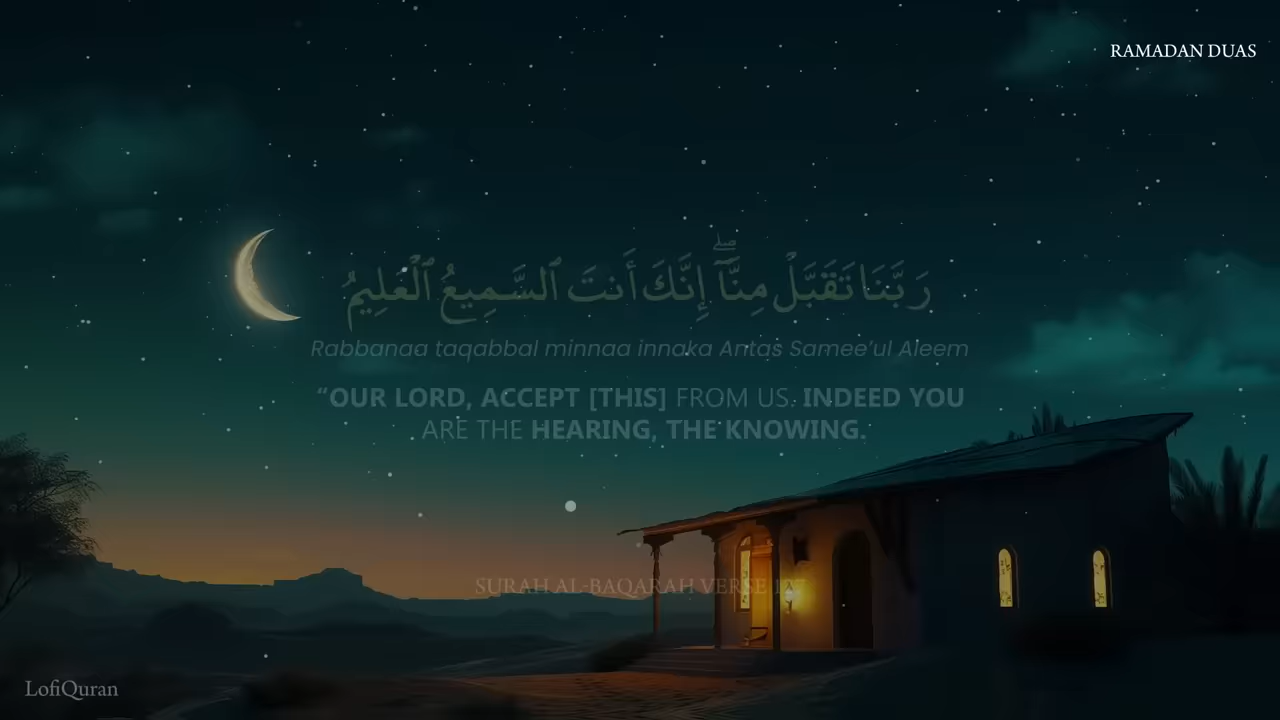 RAMADAN DUAS
رَبَّنَا تَقَبَّلْ مِنَّآ ۖ إِنَّكَ أَنتَ ٱلسَّمِيعُ ٱلْعَلِيمُ
Rabbanaa taqabbal minnaa innaka Antas Samee’ul Aleem
“OUR LORD, ACCEPT [THIS] FROM US. INDEED YOU
ARE THE HEARING, THE KNOWING.
SURAH AL-BAQARAH VERSE
LofiQuran